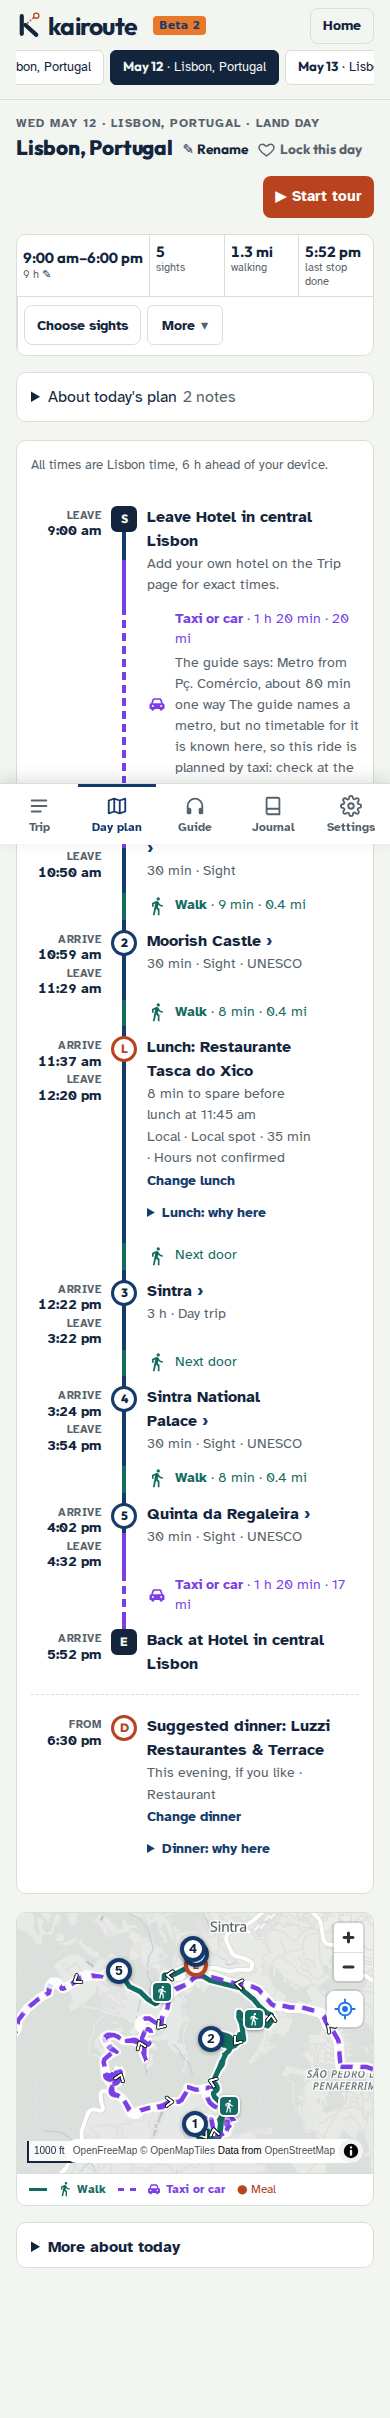 kairoute
Beta 2
Home
bon, Portugal
May 12 · Lisbon, Portugal
May 13 · Lisb
WED MAY 12 · LISBON, PORTUGAL · LAND DAY
Lisbon, Portugal
✎ Rename
Lock this day
▶ Start tour
9:00 am–6:00 pm
9 h ✎
5
sights
1.3 mi
walking
5:52 pm
last stop
done
Choose sights
More ▾
▶ About today's plan 2 notes
All times are Lisbon time, 6 h ahead of your device.
LEAVE
9:00 am
S
Leave Hotel in central
Lisbon
Add your own hotel on the Trip
page for exact times.
Taxi or car · 1 h 20 min · 20
mi
The guide says: Metro from
Pç. Comércio, about 80 min
one way The guide names a
metro, but no timetable for it
is known here, so this ride is
planned by taxi: check at the
Trip
Day plan
Guide
Journal
Settings
›
LEAVE
10:50 am
30 min · Sight
Walk · 9 min · 0.4 mi
ARRIVE
10:59 am
LEAVE
11:29 am
2
Moorish Castle ›
30 min · Sight · UNESCO
Walk · 8 min · 0.4 mi
ARRIVE
11:37 am
LEAVE
12:20 pm
L
Lunch: Restaurante
Tasca do Xico
8 min to spare before
lunch at 11:45 am
Local · Local spot · 35 min
· Hours not confirmed
Change lunch
▶ Lunch: why here
Next door
ARRIVE
12:22 pm
LEAVE
3:22 pm
3
Sintra ›
3 h · Day trip
Next door
ARRIVE
3:24 pm
LEAVE
3:54 pm
4
Sintra National
Palace ›
30 min · Sight · UNESCO
Walk · 8 min · 0.4 mi
ARRIVE
4:02 pm
LEAVE
4:32 pm
5
Quinta da Regaleira ›
30 min · Sight · UNESCO
Taxi or car · 1 h 20 min · 17
mi
ARRIVE
5:52 pm
E
Back at Hotel in central
Lisbon
FROM
6:30 pm
D
Suggested dinner: Luzzi
Restaurantes & Terrace
This evening, if you like ·
Restaurant
Change dinner
▶ Dinner: why here
Sintra
4
5
2
1
+
−
SÃO PEDRO
PENAFERRIM
1000 ft
OpenFreeMap © OpenMapTiles Data from OpenStreetMap
Walk
Taxi or car
Meal
▶ More about today